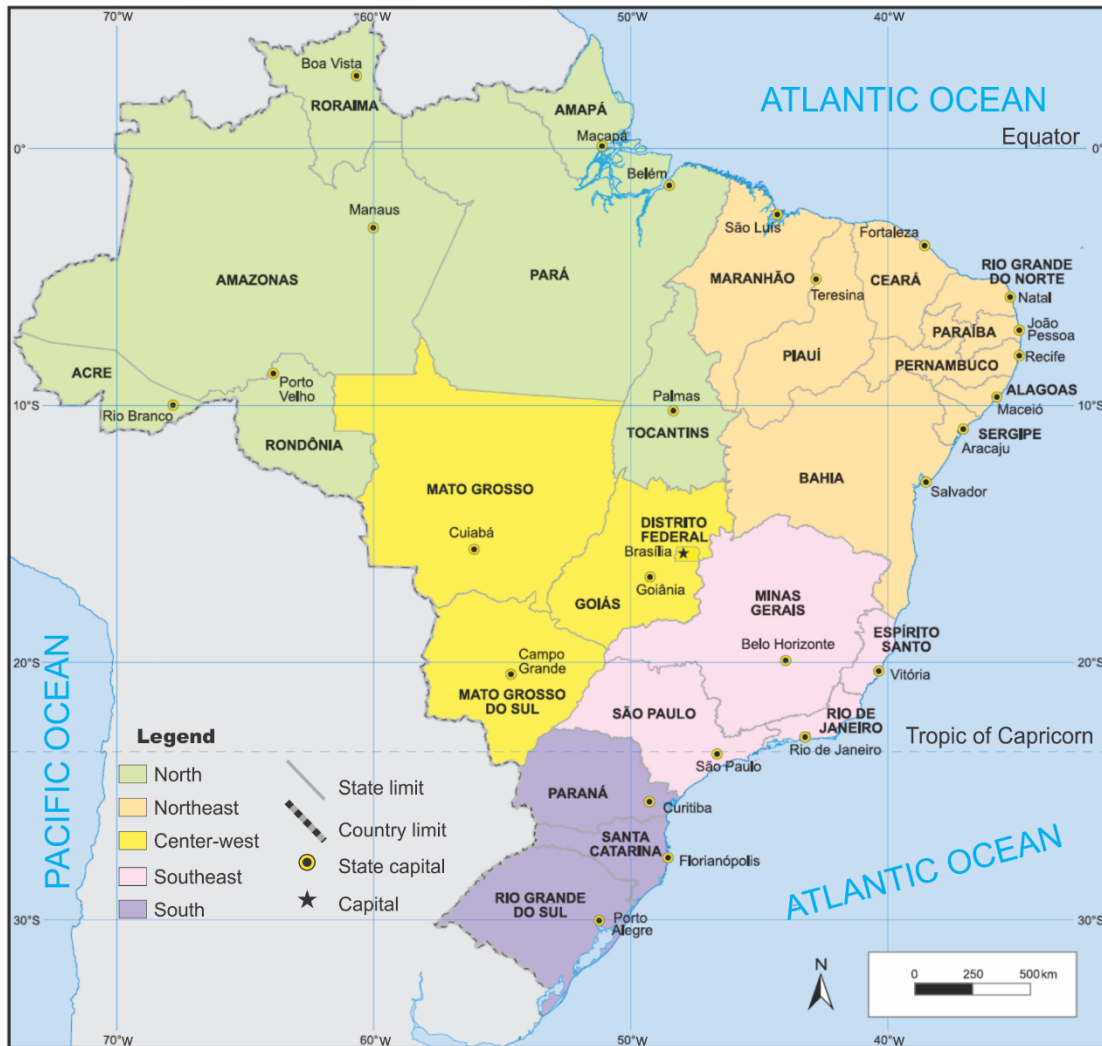 70°W
60°W
50°W
40°W
Boa Vista
RORAIMA
AMAPÁ
ATLANTIC OCEAN
Macapá
Equator
0°
0°
Belém
Manaus
São Luís
Fortaleza
AMAZONAS
PARÁ
MARANHÃO
CEARÁ
RIO GRANDE
DO NORTE
Teresina
Natal
PARAÍBA
João
Pessoa
PIAUÍ
Recife
PERNAMBUCO
ACRE
Porto
Velho
ALAGOAS
Palmas
Maceió
10°S
10°S
Rio Branco
TOCANTINS
SERGIPE
RONDÔNIA
Aracaju
BAHIA
MATO GROSSO
Salvador
DISTRITO
FEDERAL
Cuiabá
Brasília
Goiânia
GOIÁS
MINAS
GERAIS
ESPÍRITO
SANTO
Belo Horizonte
Campo
Grande
20°S
20°S
Vitória
MATO GROSSO
DO SUL
SÃO PAULO
RIO DE
JANEIRO
Rio de Janeiro
Tropic of Capricorn
São Paulo
PACIFIC OCEAN
Legend
North
Northeast
Center-west
Southeast
South
State limit
Country limit
State capital
Capital
PARANÁ
Curitiba
SANTA
CATARINA
Florianópolis
ATLANTIC OCEAN
RIO GRANDE
DO SUL
Porto
Alegre
30°S
30°S
N
0 250 500 km
70°W
60°W
50°W
40°W